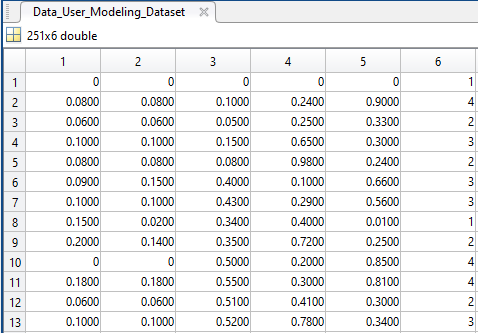 Data_User_Modeling_Dataset
251x6 double
1 2 3 4 5 6
1 0 0 0 0 0 1
2 0.0800 0.0800 0.1000 0.2400 0.9000 4
3 0.0600 0.0600 0.0500 0.2500 0.3300 2
4 0.1000 0.1000 0.1500 0.6500 0.3000 3
5 0.0800 0.0800 0.0800 0.9800 0.2400 2
6 0.0900 0.1500 0.4000 0.1000 0.6600 3
7 0.1000 0.1000 0.4300 0.2900 0.5600 3
8 0.1500 0.0200 0.3400 0.4000 0.0100 1
9 0.2000 0.1400 0.3500 0.7200 0.2500 2
10 0 0 0.5000 0.2000 0.8500 4
11 0.1800 0.1800 0.5500 0.3000 0.8100 4
12 0.0600 0.0600 0.5100 0.4100 0.3000 2
13 0.1000 0.1000 0.5200 0.7800 0.3400 3